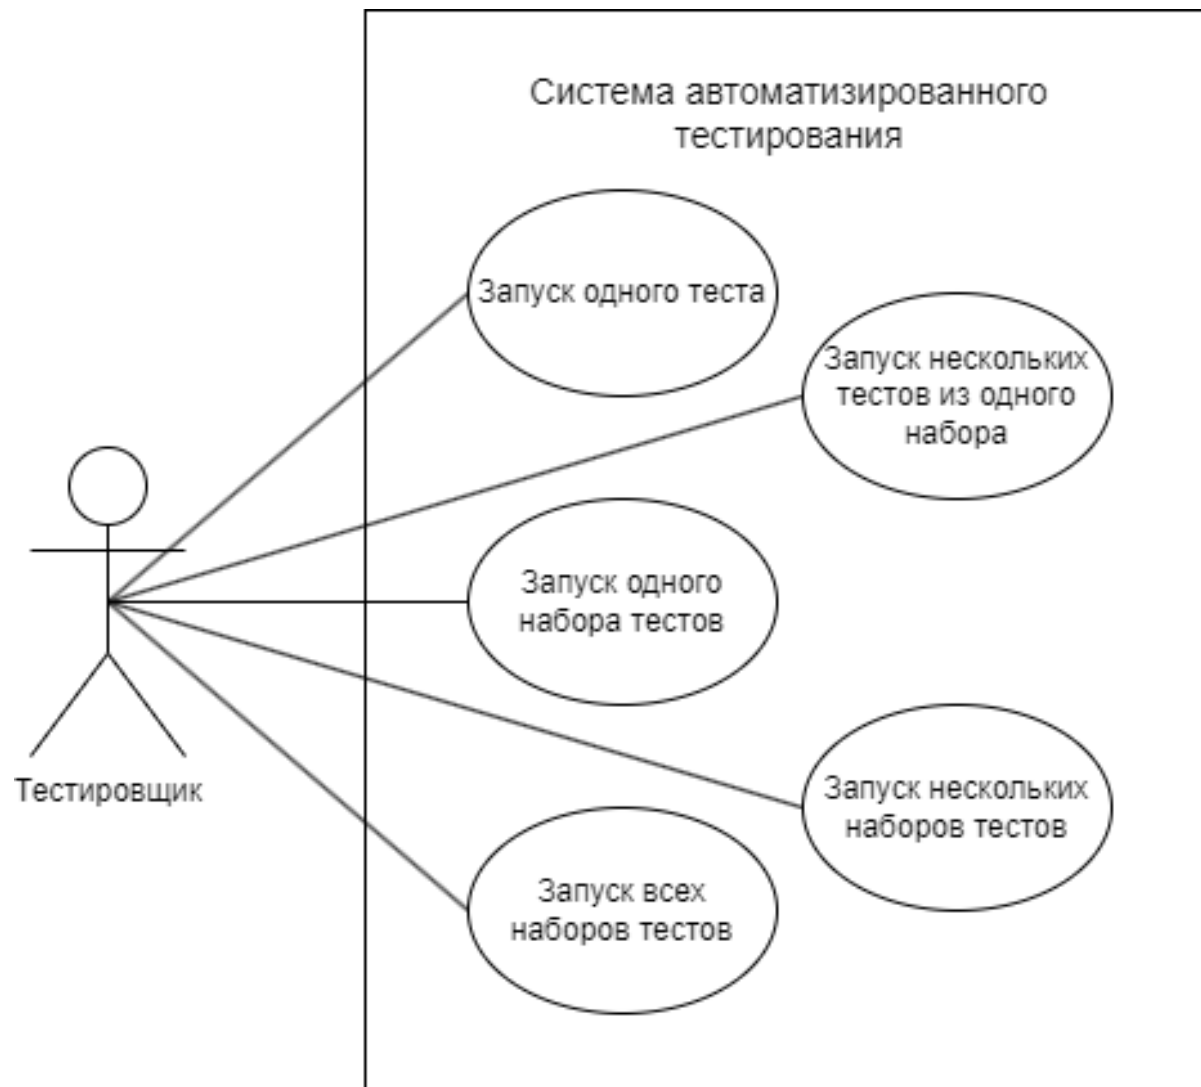 Система автоматизированного
тестирования
Запуск одного теста
Запуск нескольких
тестов из одного
набора
Запуск одного
набора тестов
Тестировщик
Запуск нескольких
наборов тестов
Запуск всех
наборов тестов